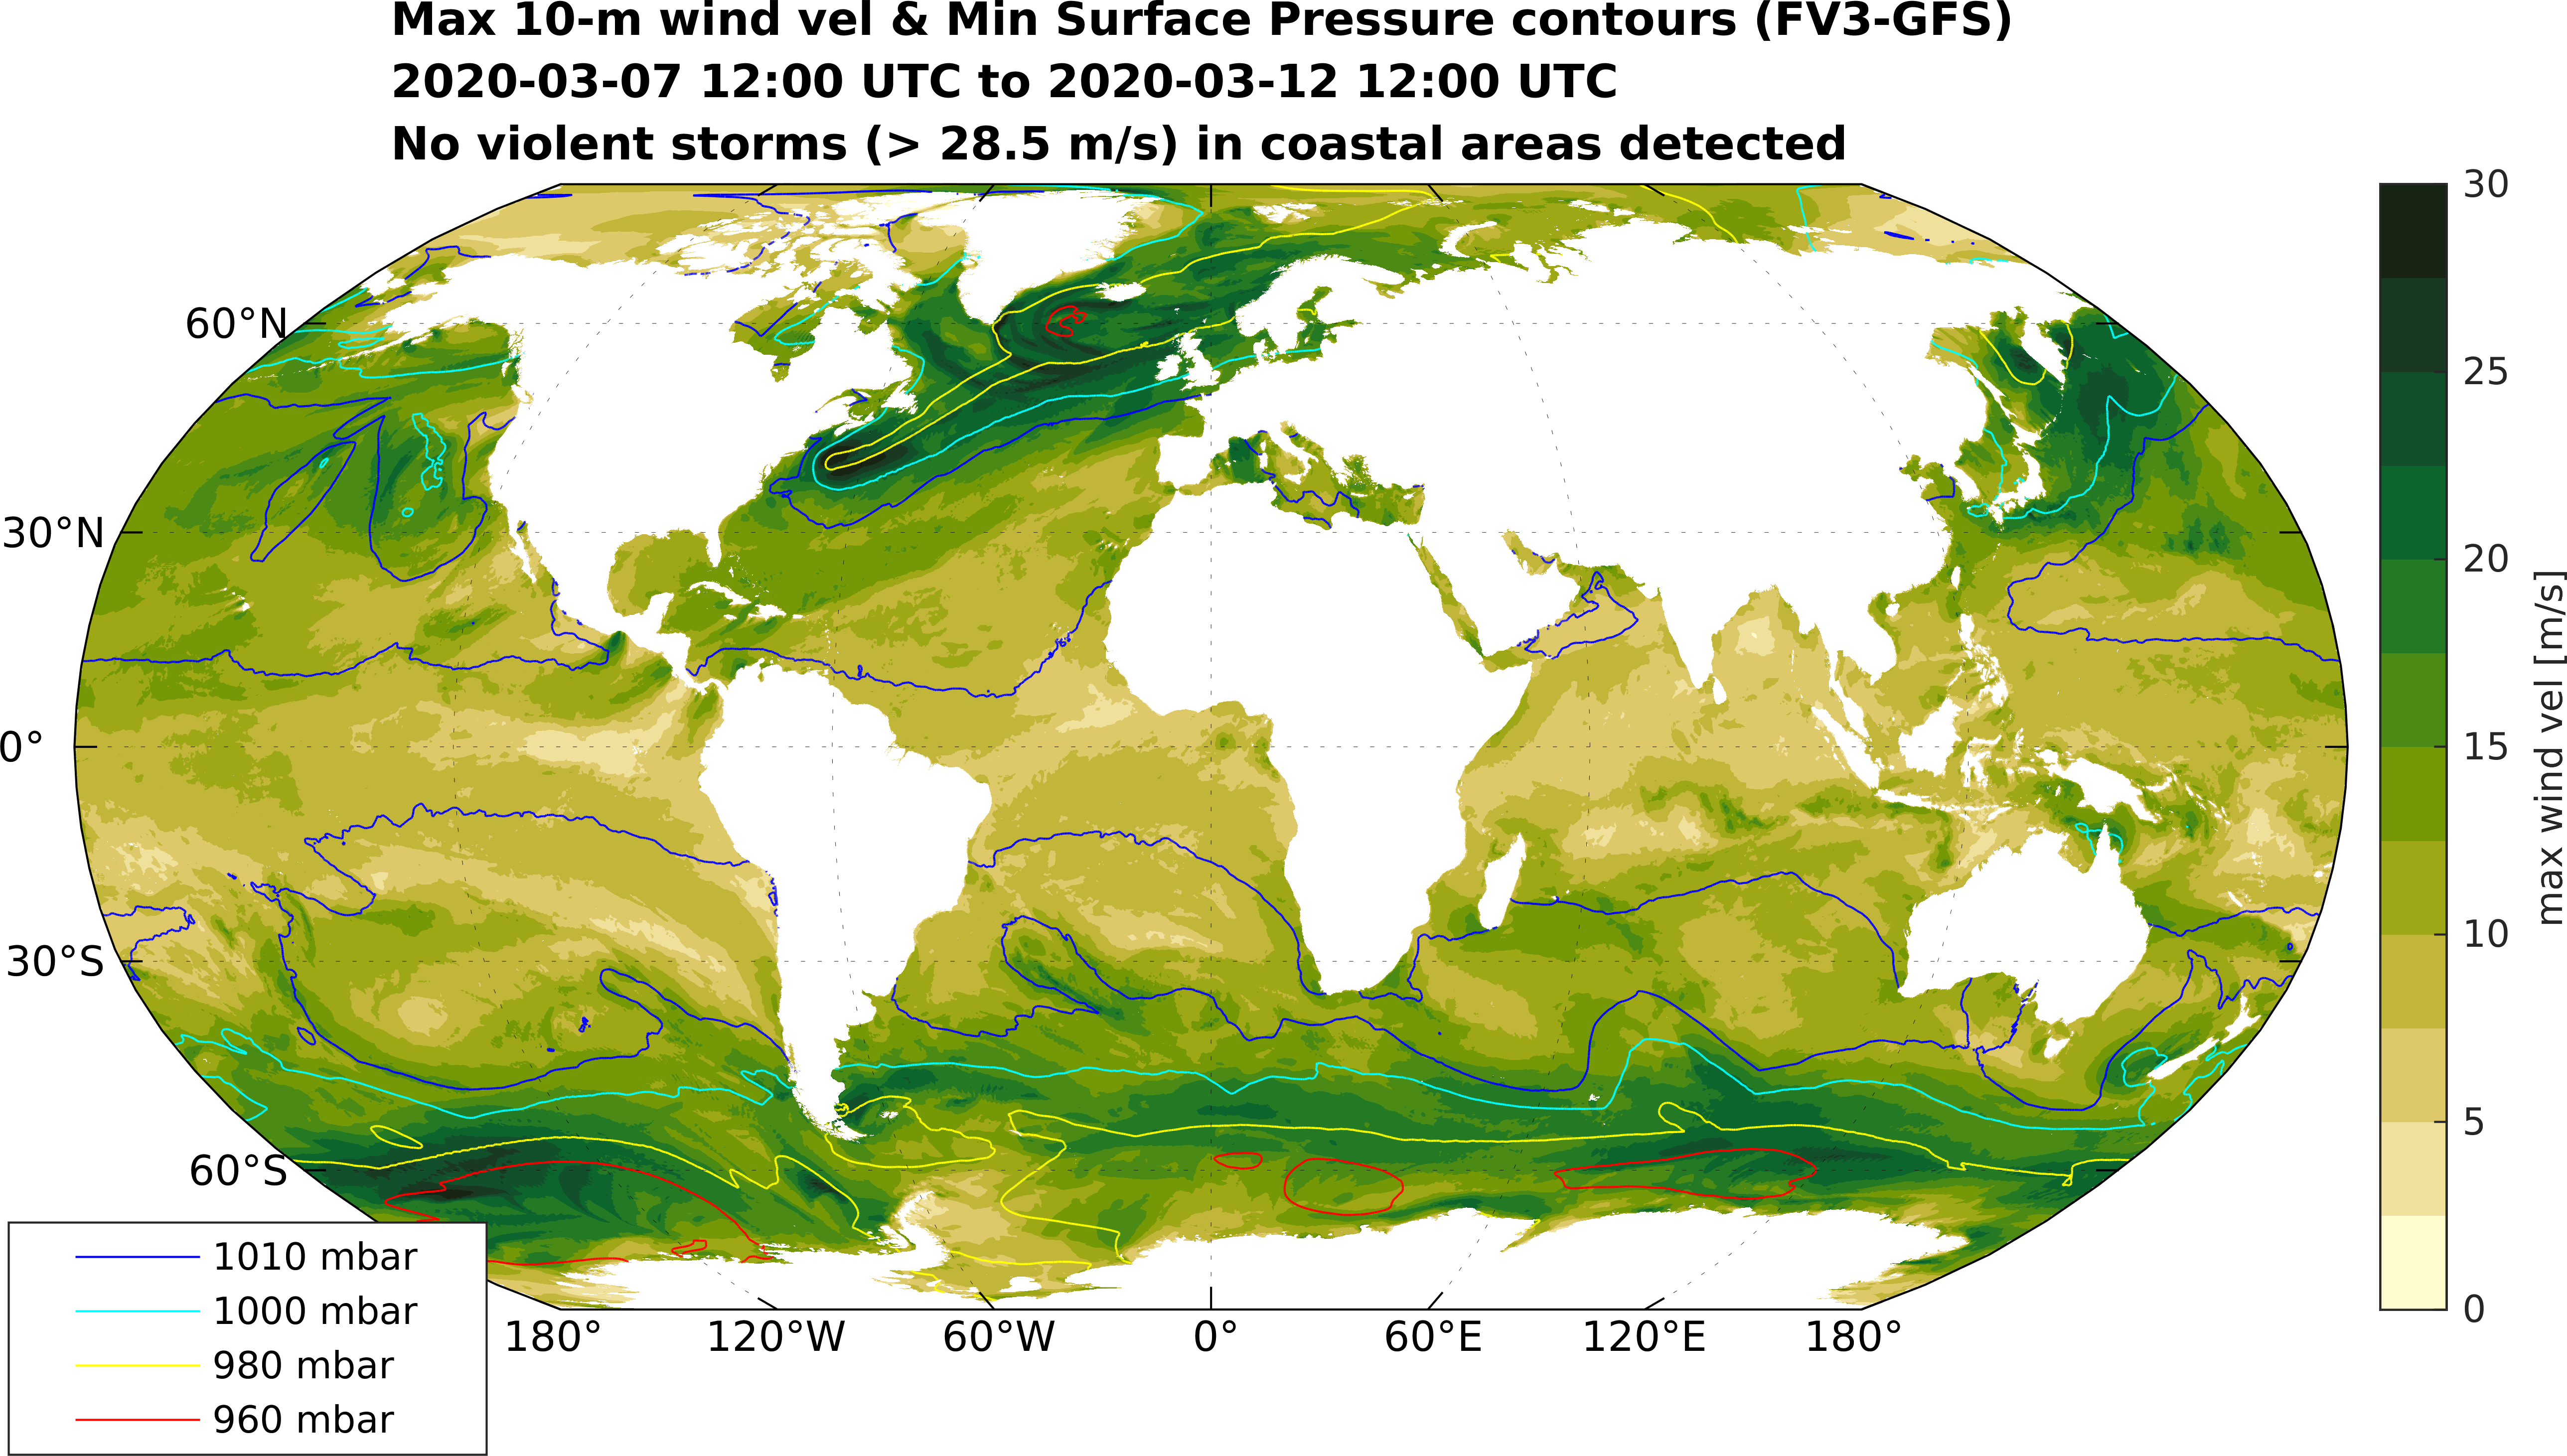 Max 10-m wind vel & Min Surface Pressure contours (FV3-GFS)
2020-03-07 12:00 UTC to 2020-03-12 12:00 UTC
No violent storms (> 28.5 m/s) in coastal areas detected
60°N
30°N
0°
30°S
60°S
180°
120°W
60°W
0°
60°E
120°E
180°
1010 mbar
1000 mbar
980 mbar
960 mbar
30
25
20
15
10
5
0
max wind vel [m/s]